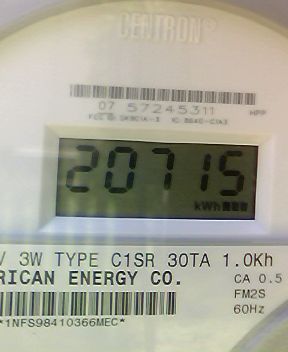 CENTRON®
07 57245311 HPP
20715
kWh
V 3W TYPE C1SR 30TA 1.0Kh
RICAN ENERGY CO. CA 0.5
FM2S
60Hz
*1NFS98410366MEC*